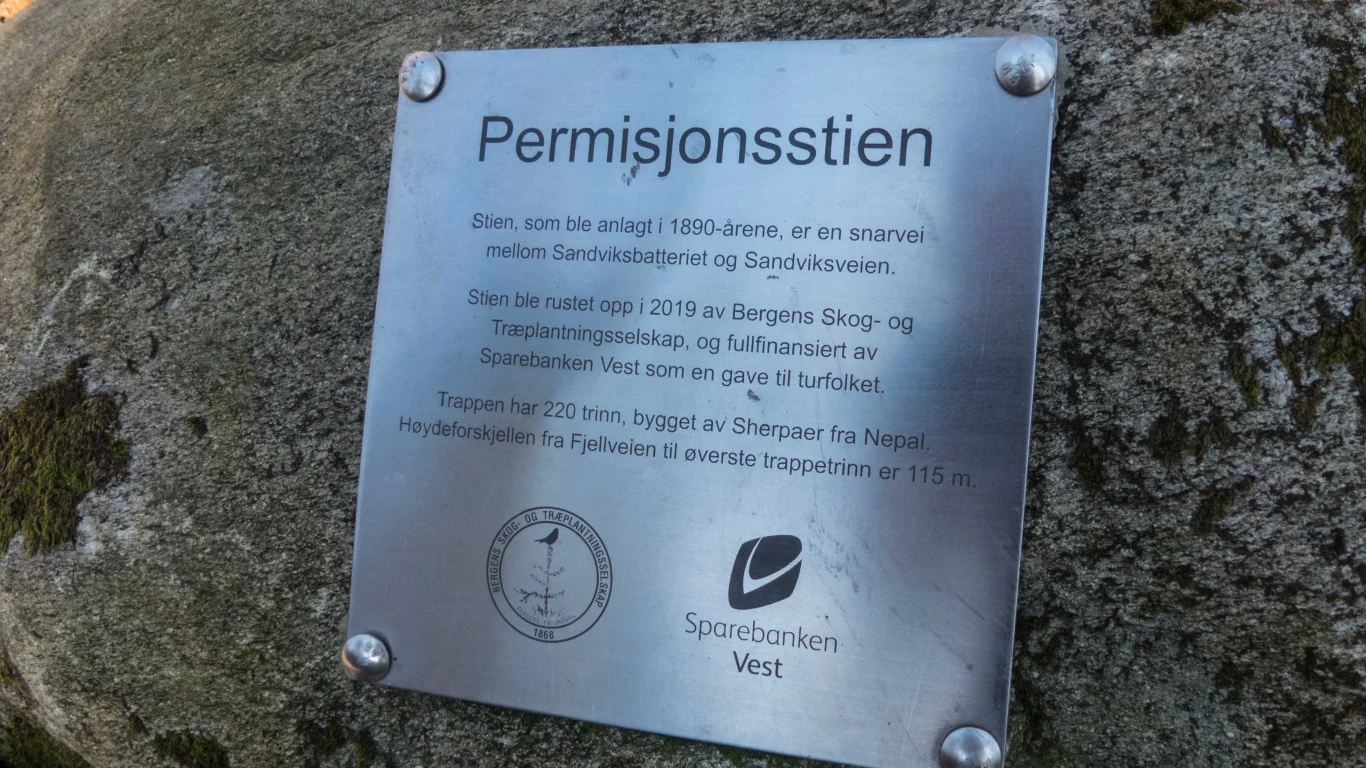 Permisjonsstien
Stien, som ble anlagt i 1890-årene, er en snarvei
mellom Sandviksbatteriet og Sandviksveien.
Stien ble rustet opp i 2019 av Bergens Skog- og
Træplantningsselskap, og fullfinansiert av
Sparebanken Vest som en gave til turfolket.
Trappen har 220 trinn, bygget av Sherpaer fra Nepal.
Høydeforskjellen fra Fjellveien til øverste trappetrinn er 115 m.
BERGENS SKOG- OG TRÆPLANTNINGSSELSKAP
1868
Sparebanken
Vest